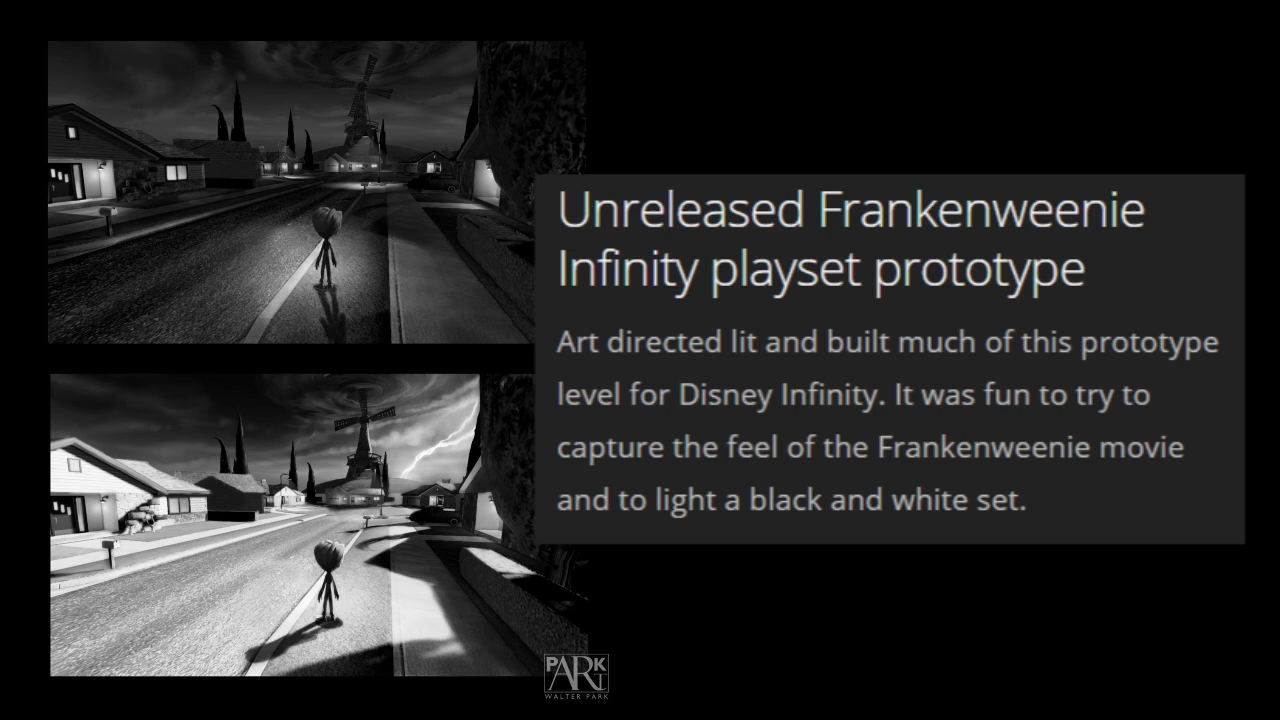 Unreleased Frankenweenie
Infinity playset prototype
Art directed lit and built much of this prototype
level for Disney Infinity. It was fun to try to
capture the feel of the Frankenweenie movie
and to light a black and white set.
PARK
ART
WALTER PARK